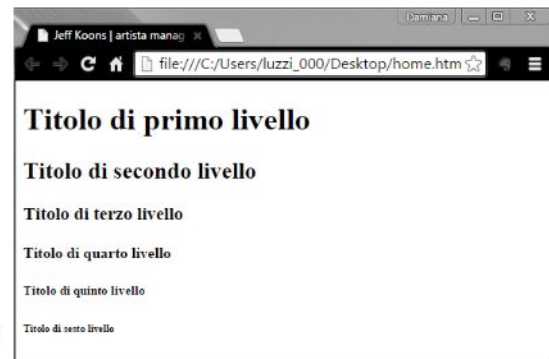 Damiana
Jeff Koons | artista manag
file:///C:/Users/luzzi_000/Desktop/home.htm
Titolo di primo livello
Titolo di secondo livello
Titolo di terzo livello
Titolo di quarto livello
Titolo di quinto livello
Titolo di sesto livello